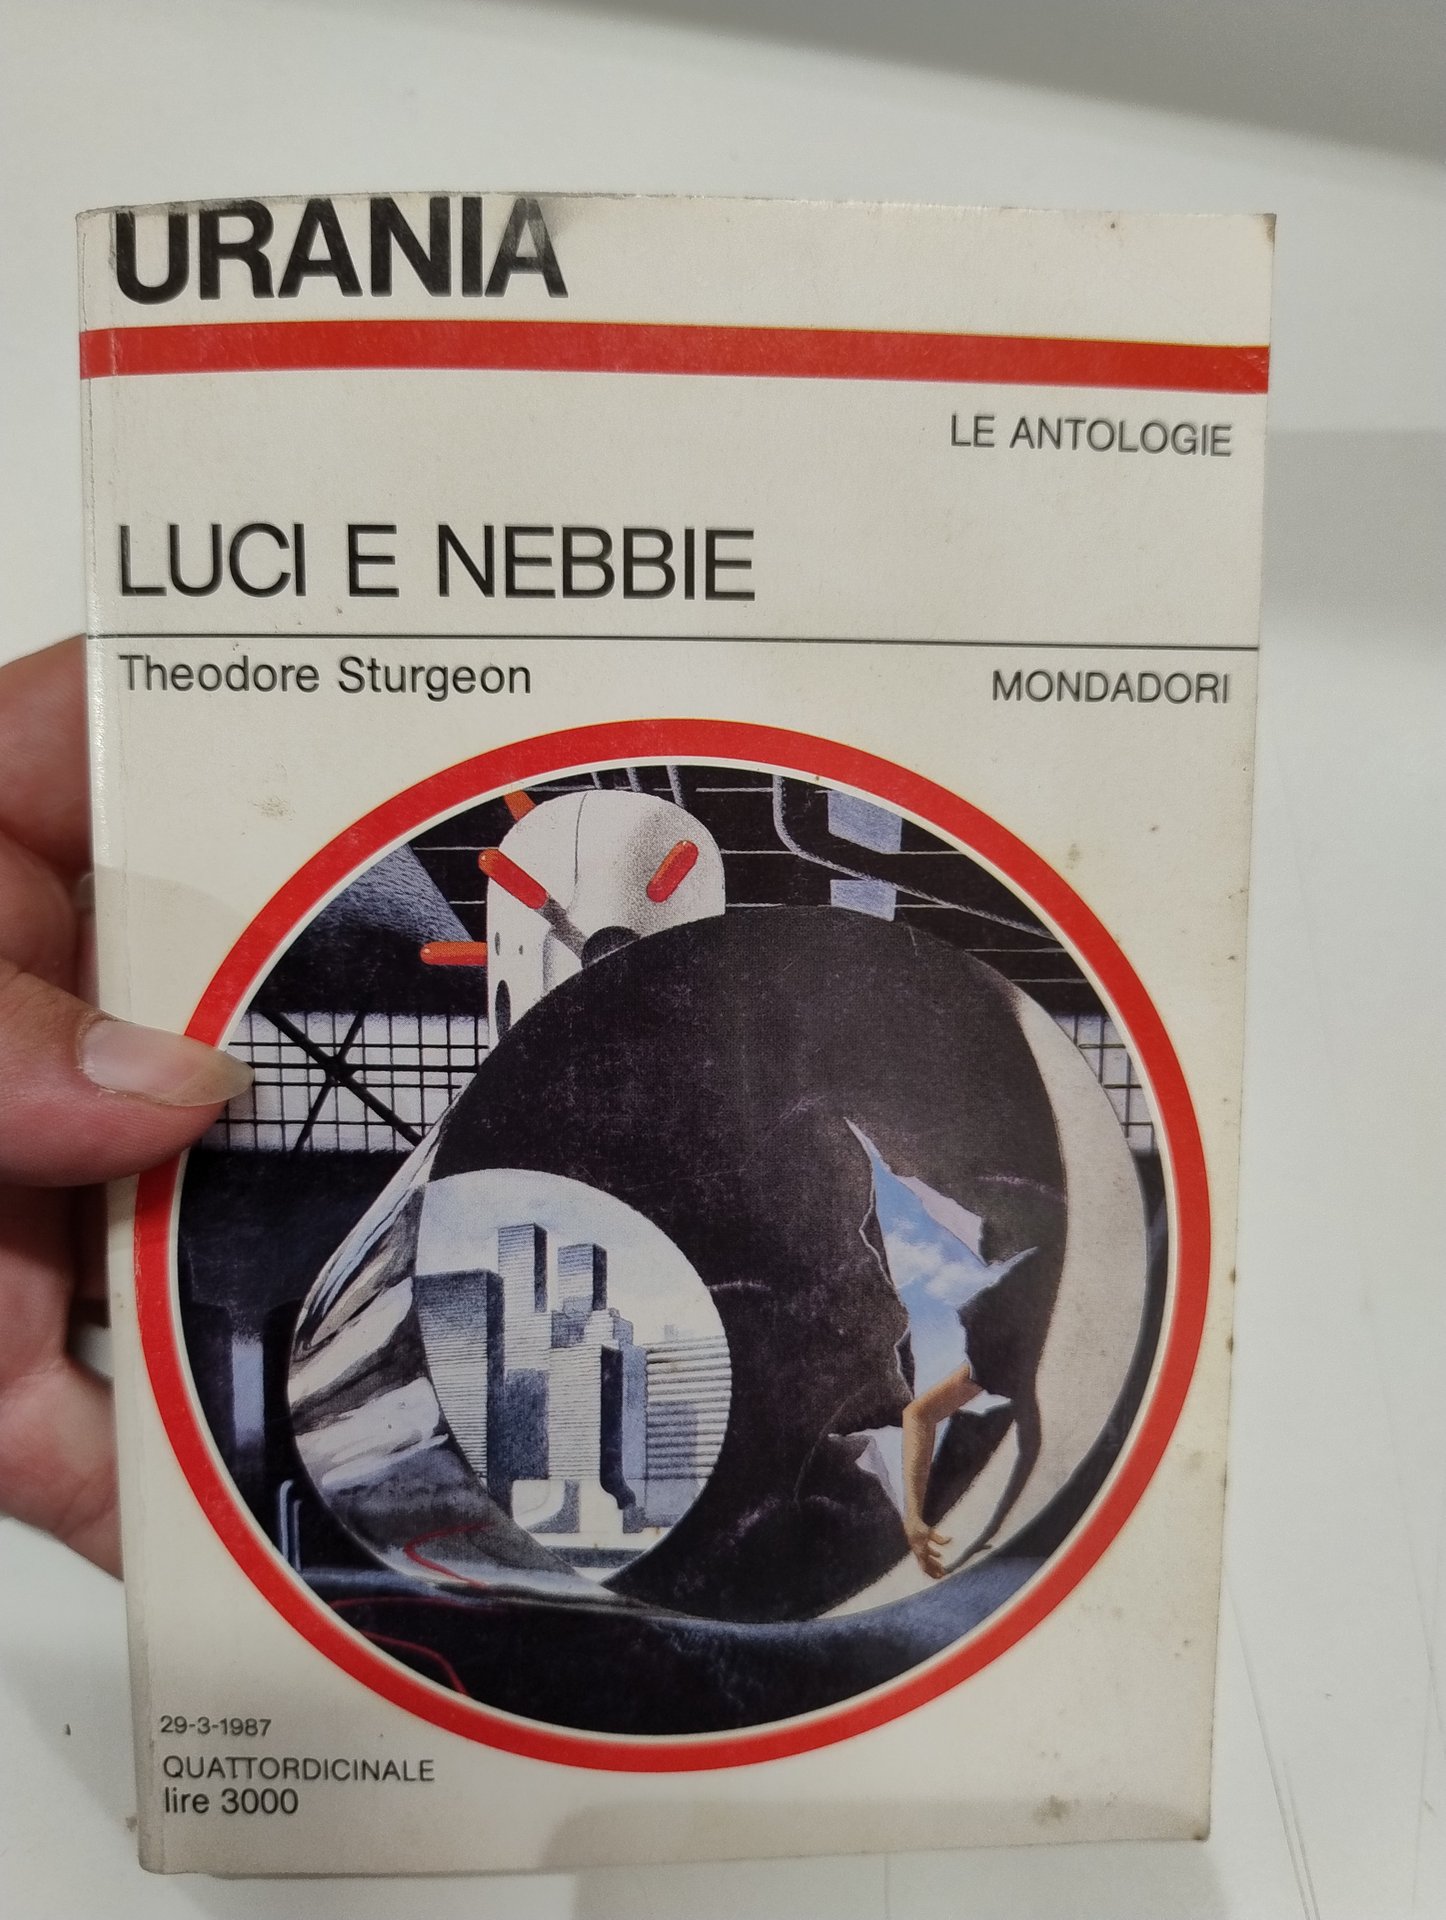 URANIA
LE ANTOLOGIE
LUCI E NEBBIE
Theodore Sturgeon
MONDADORI
29-3-1987
QUATTORDICINALE
lire 3000